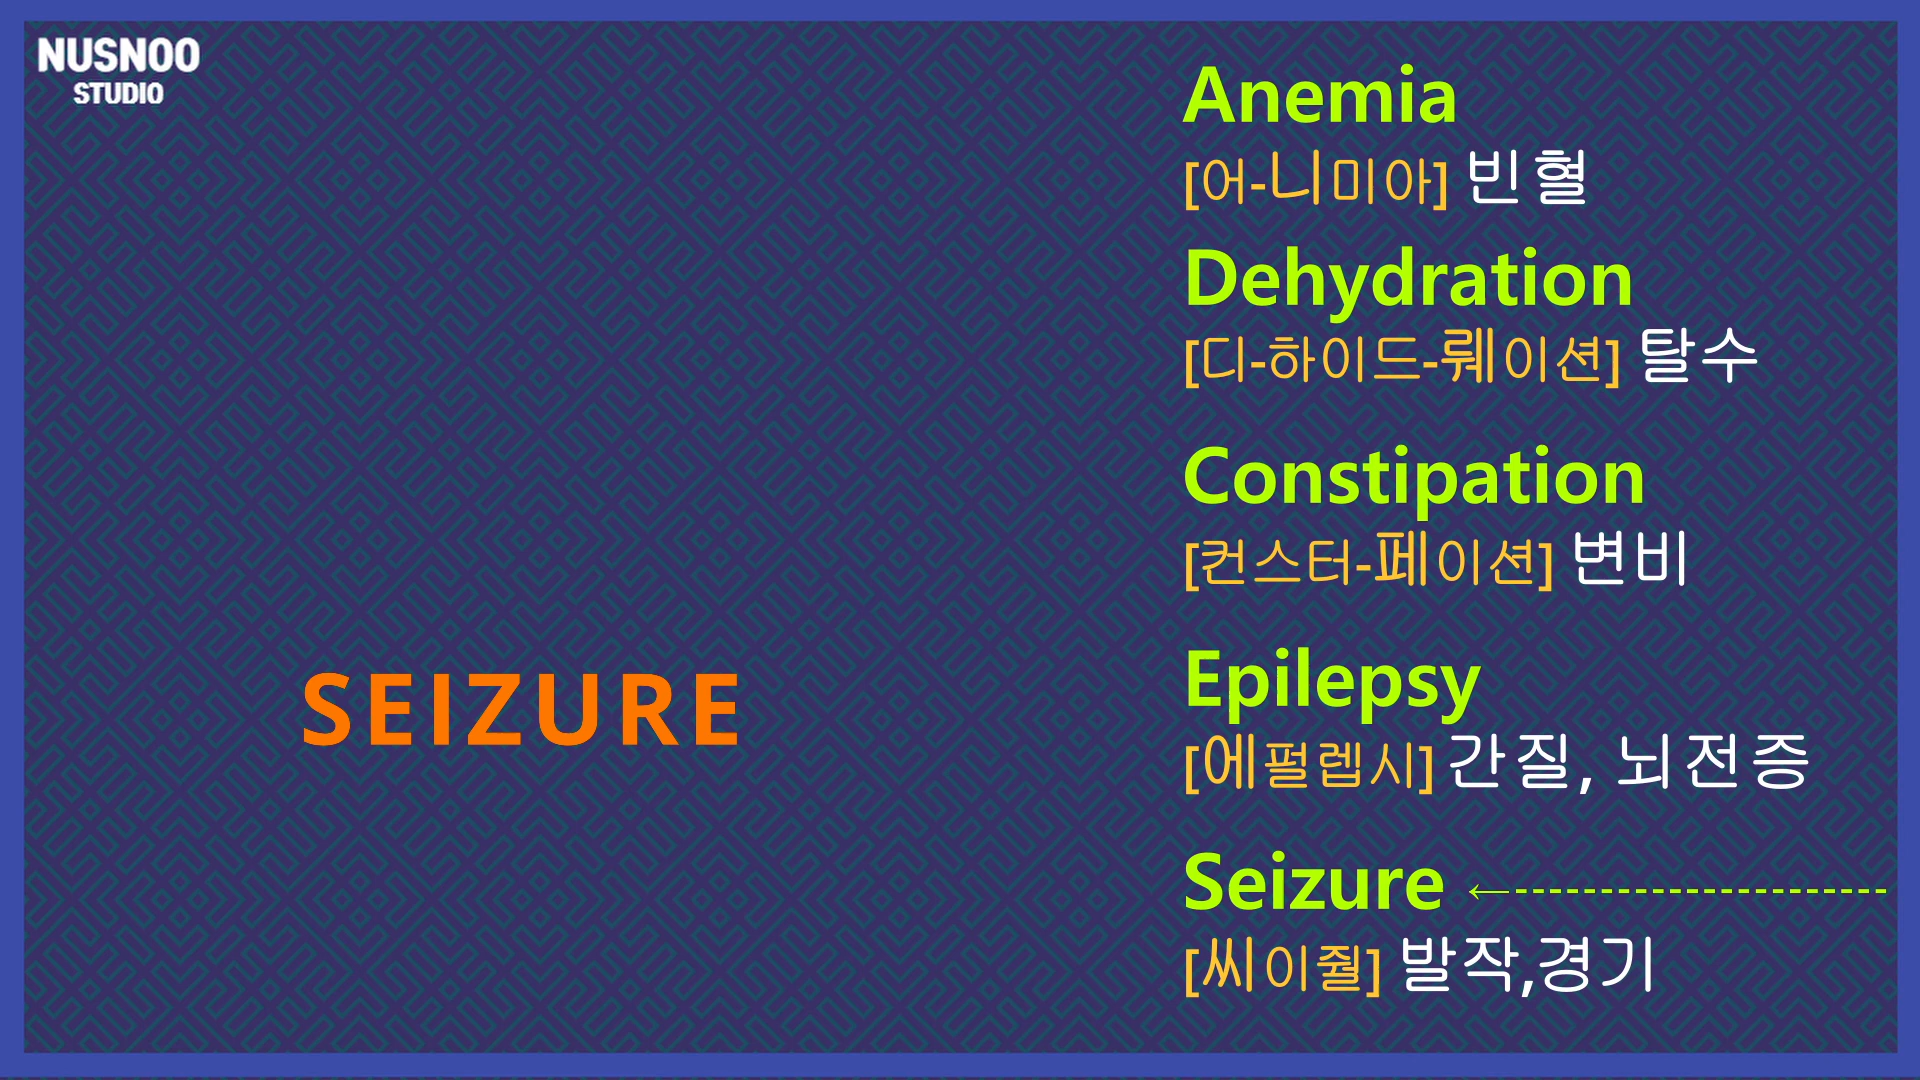 NUSNOO
STUDIO
Anemia
[어-니미아] 빈혈
Dehydration
[디-하이드-뤠이션] 탈수
Constipation
[컨스터-페이션] 변비
Epilepsy
[에펄렙시] 간질, 뇌전증
SEIZURE
Seizure ←----------------------
[씨이줠] 발작,경기